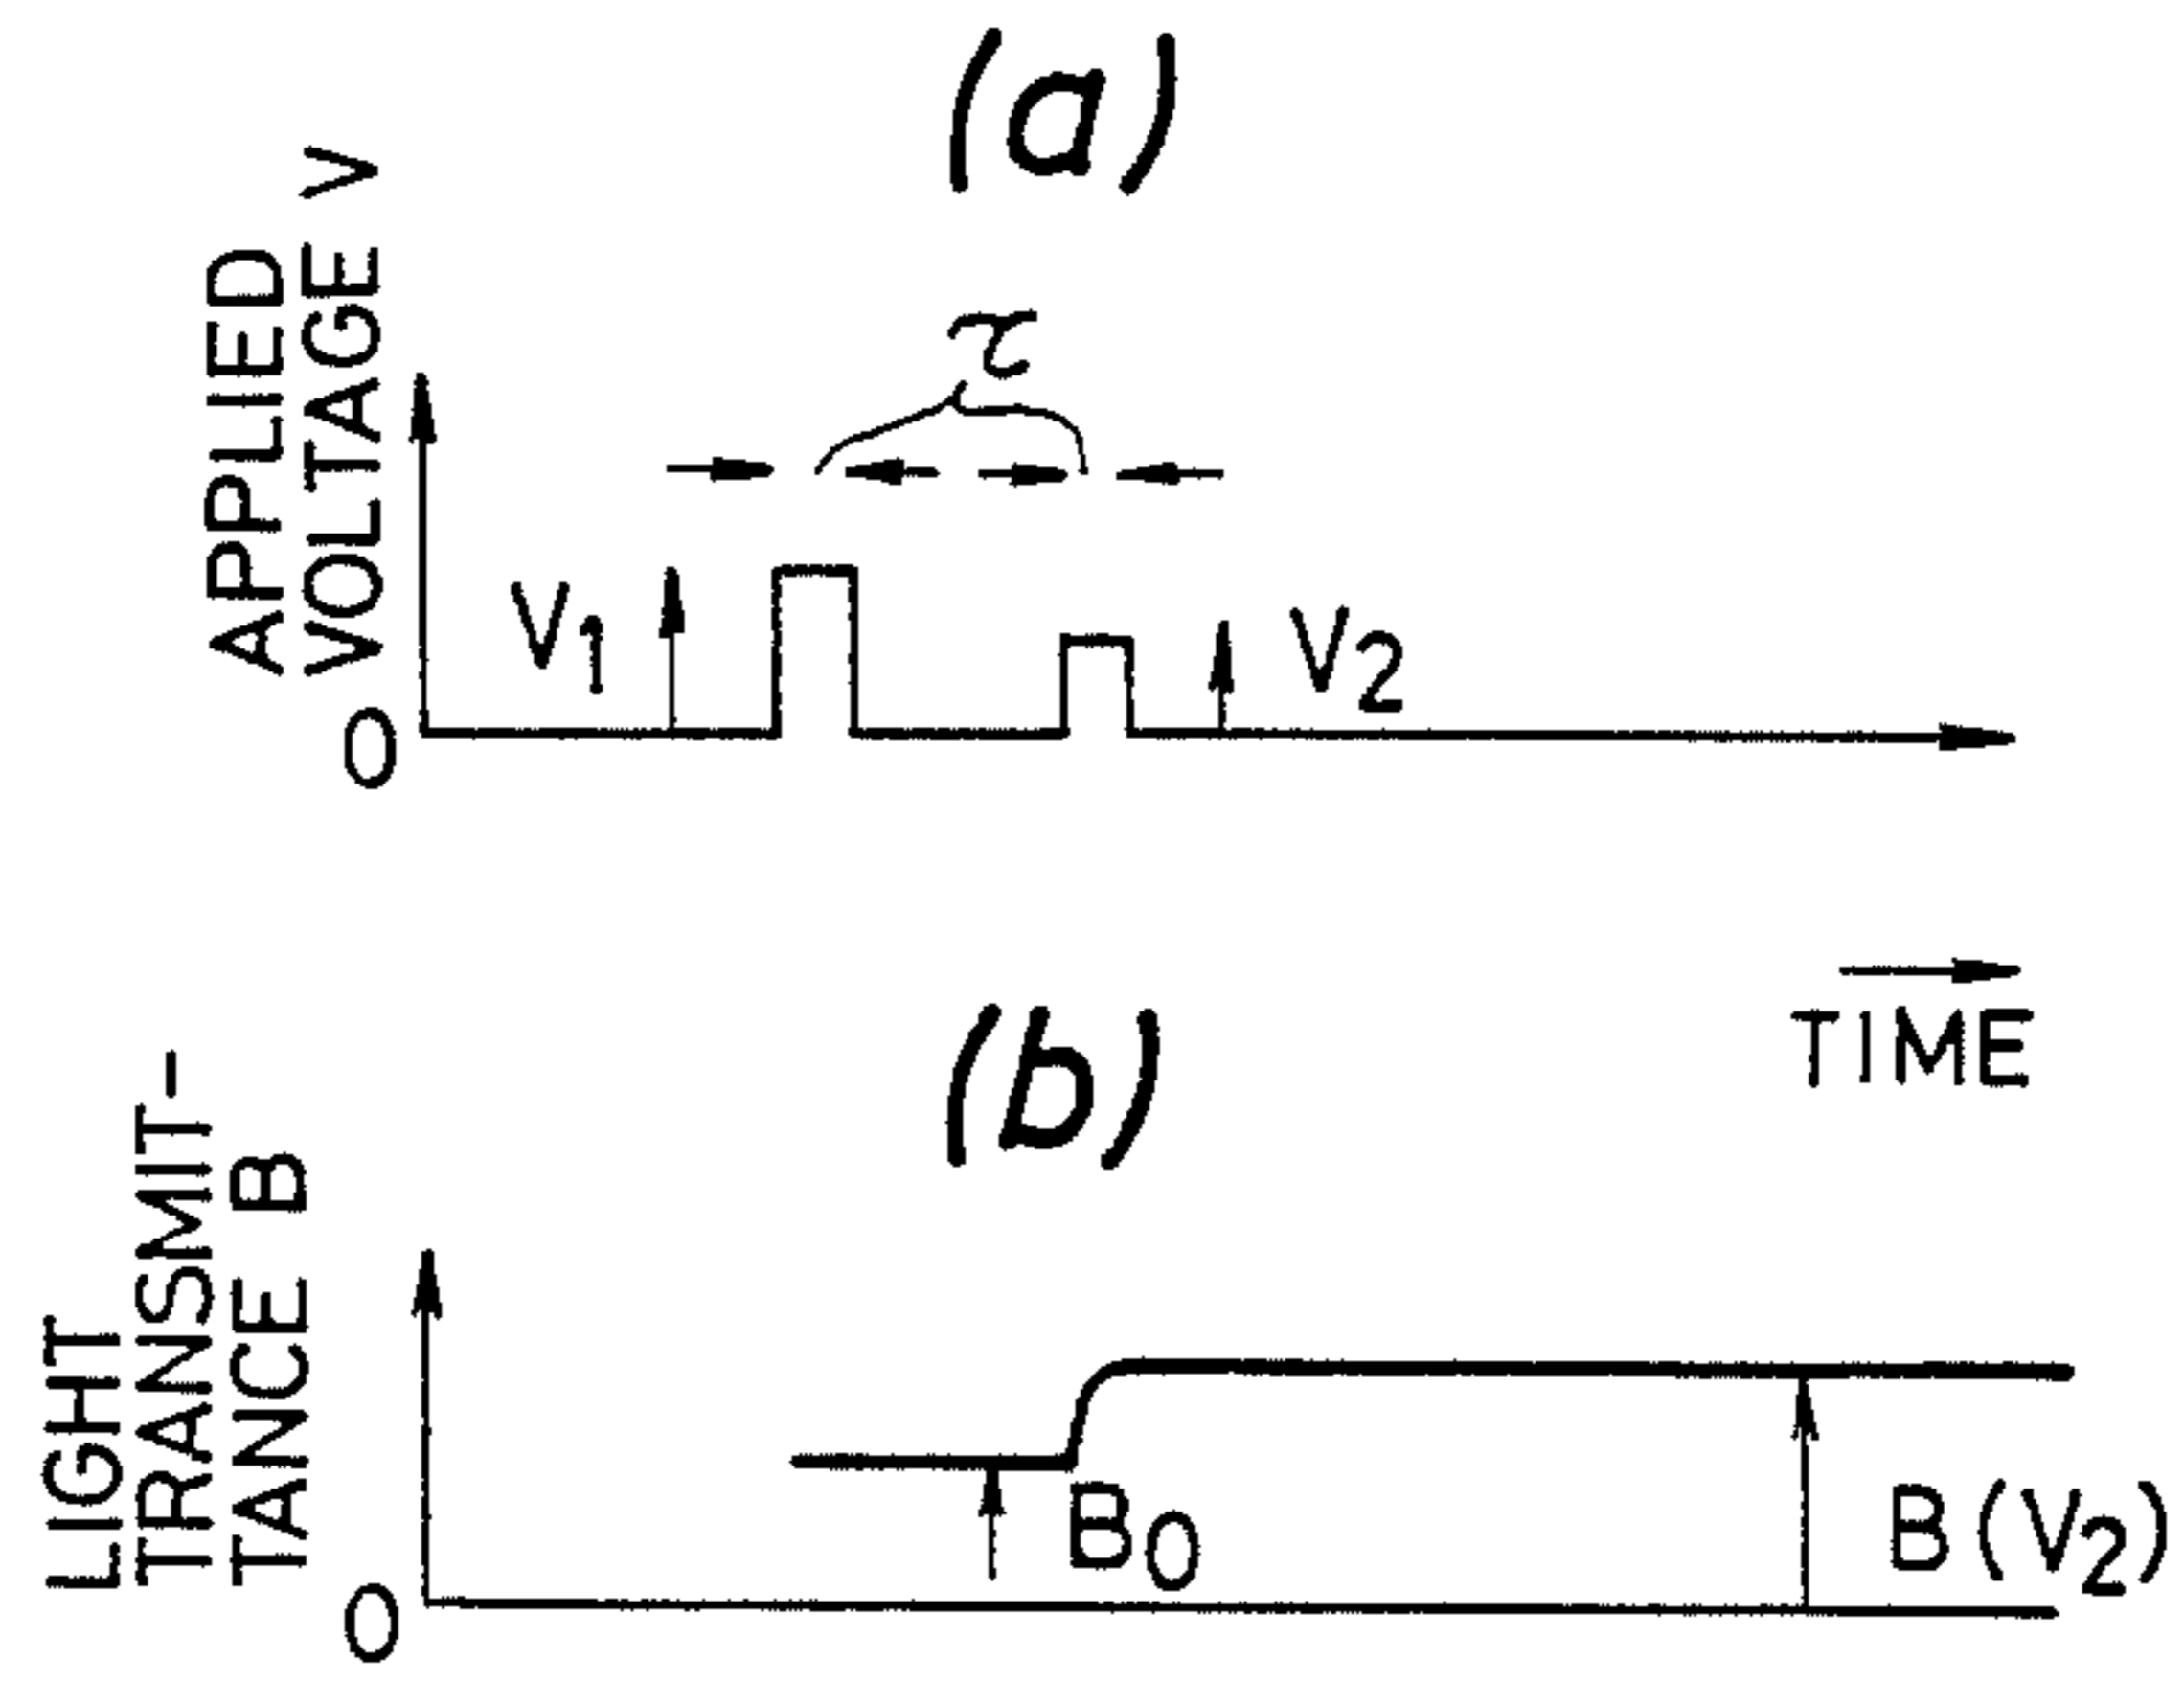 (a)
APPLIED
VOLTAGE V
τ
V1
V2
0
TIME
(b)
LIGHT
TRANSMIT-
TANCE B
B0
B(V2)
0